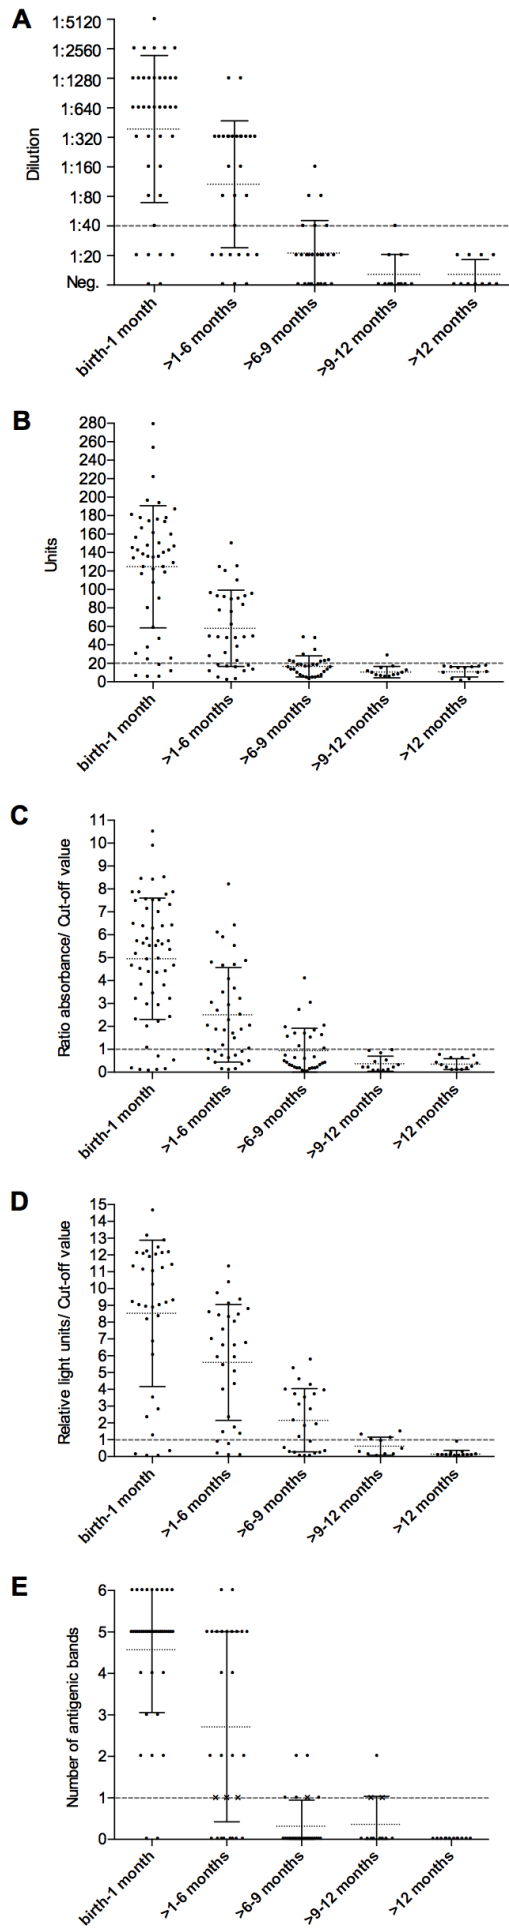 A
Dilution
1:5120
1:2560
1:1280
1:640
1:320
1:160
1:80
1:40
1:20
Neg.
birth-1 month
>1-6 months
>6-9 months
>9-12 months
>12 months
B
Units
280
260
240
220
200
180
160
140
120
100
80
60
40
20
0
birth-1 month
>1-6 months
>6-9 months
>9-12 months
>12 months
C
Ratio absorbance/ Cut-off value
11
10
9
8
7
6
5
4
3
2
1
0
birth-1 month
>1-6 months
>6-9 months
>9-12 months
>12 months
D
Relative light units/ Cut-off value
15
14
13
12
11
10
9
8
7
6
5
4
3
2
1
0
birth-1 month
>1-6 months
>6-9 months
>9-12 months
>12 months
E
Number of antigenic bands
6
5
4
3
2
1
0
birth-1 month
>1-6 months
>6-9 months
>9-12 months
>12 months